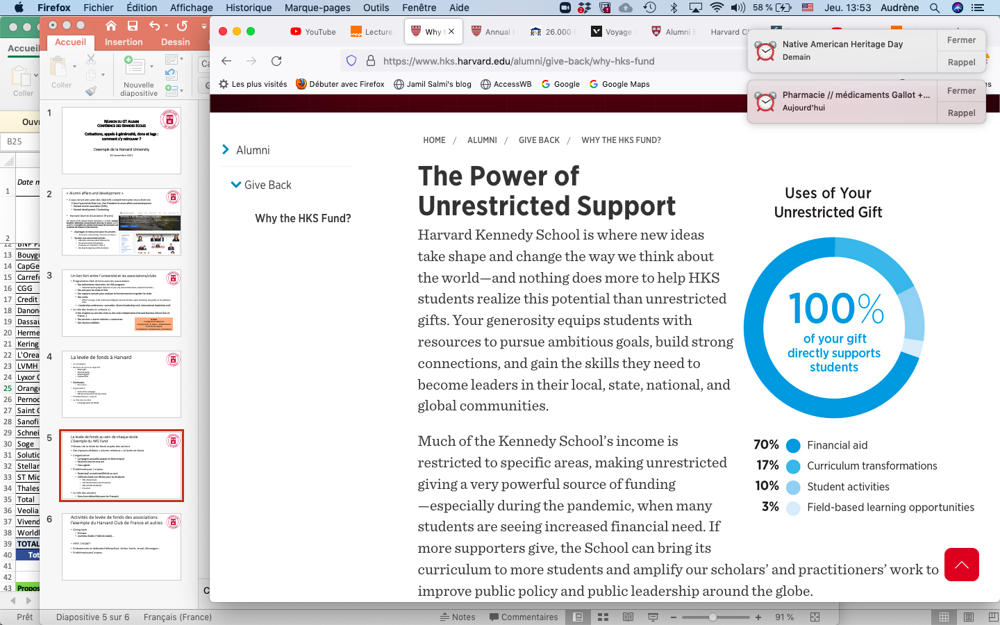 Firefox Fichier Édition Affichage Historique Marque-pages Outils Fenêtre Aide
58 % Jeu. 13:53 Audrène
YouTube
Lecture
Why t
Annual
26.000
Voyage
Alumni E
Harvard C
Accueil
Accueil Insertion Dessin
Coller
Coller
Nouvelle
diapositive
https://www.hks.harvard.edu/alumni/give-back/why-hks-fund
Les plus visités Débuter avec Firefox Jamil Salmi's blog AccessWB Google Google Maps
Native American Heritage Day
Demain
Fermer
Rappel
Pharmacie // médicaments Gallot +...
Aujourd'hui
Fermer
Rappel
Ouv
B25
Date m
1
2
12 BNP Pa
13 Bouyg
14 CapGe
15 Carref
16 CGG
17 Credit
18 Danon
19 Dassau
20 Herme
21 Kering
22 L'Orea
23 LVMH
24 Lyxor C
25 Orange
26 Pernod
27 Saint G
28 Sanofi
29 Schnei
30 Soge
31 Solutio
32 Stellar
33 ST Mic
34 Thales
35 Total
36 Veolia
37 Vivend
38 Worldl
39 TOTAL
40 Tot
41
42
43 Propos
1
RÉUNION DU GT ALUMNI
CONFÉRENCE DES GRANDES ÉCOLES
Cotisations, appels à générosité, dons et legs :
comment s'y retrouver ?
L'exemple de la Harvard University
30 novembre 2021
2
« Alumni affairs and development »
3
Un lien fort entre l'université et les associations/clubs
4
La levée de fonds à Harvard
5
La levée de fonds au sein de chaque école
L'Exemple du HKS Fund
6
Activités de levée de fonds des associations:
l'exemple du Harvard Club de France et autres
Alumni
Give Back
Why the HKS Fund?
HOME / ALUMNI / GIVE BACK / WHY THE HKS FUND?
The Power of
Unrestricted Support
Harvard Kennedy School is where new ideas
take shape and change the way we think about
the world—and nothing does more to help HKS
students realize this potential than unrestricted
gifts. Your generosity equips students with
resources to pursue ambitious goals, build strong
connections, and gain the skills they need to
become leaders in their local, state, national, and
global communities.
Much of the Kennedy School's income is
restricted to specific areas, making unrestricted
giving a very powerful source of funding
—especially during the pandemic, when many
students are seeing increased financial need. If
more supporters give, the School can bring its
curriculum to more students and amplify our scholars' and practitioners' work to
improve public policy and public leadership around the globe.
Uses of Your
Unrestricted Gift
100%
of your gift
directly supports
students
70% Financial aid
17% Curriculum transformations
10% Student activities
3% Field-based learning opportunities
C
Prêt
Diapositive 5 sur 6 Français (France) Notes Commentaires 91 %